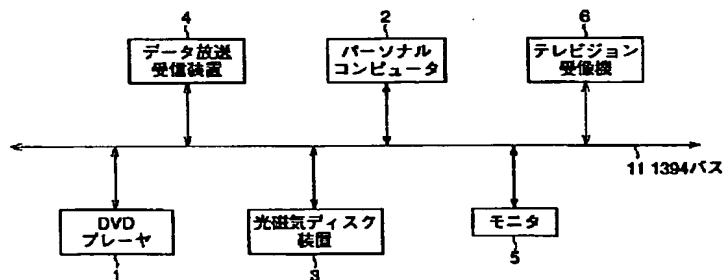 4
データ放送
受信装置
2
パーソナル
コンピュータ
6
テレビジョン
受像機
11 1394バス
DVD
プレーヤ
1
光磁気ディスク
装置
3
モニタ
5